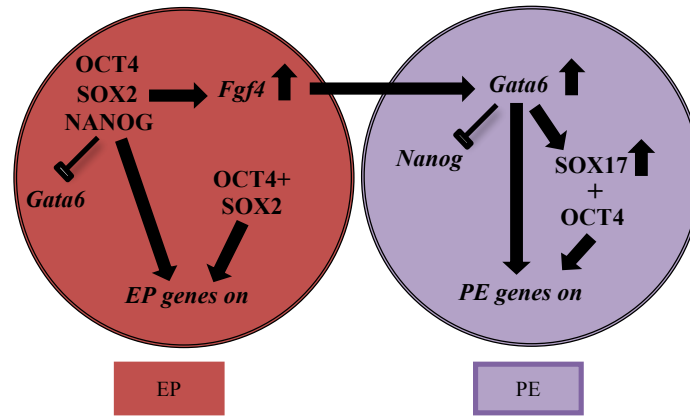 OCT4
SOX2
NANOG
Fgf4
Gata6
OCT4+
SOX2
EP genes on
Gata6
Nanog
SOX17
+
OCT4
PE genes on
EP
PE